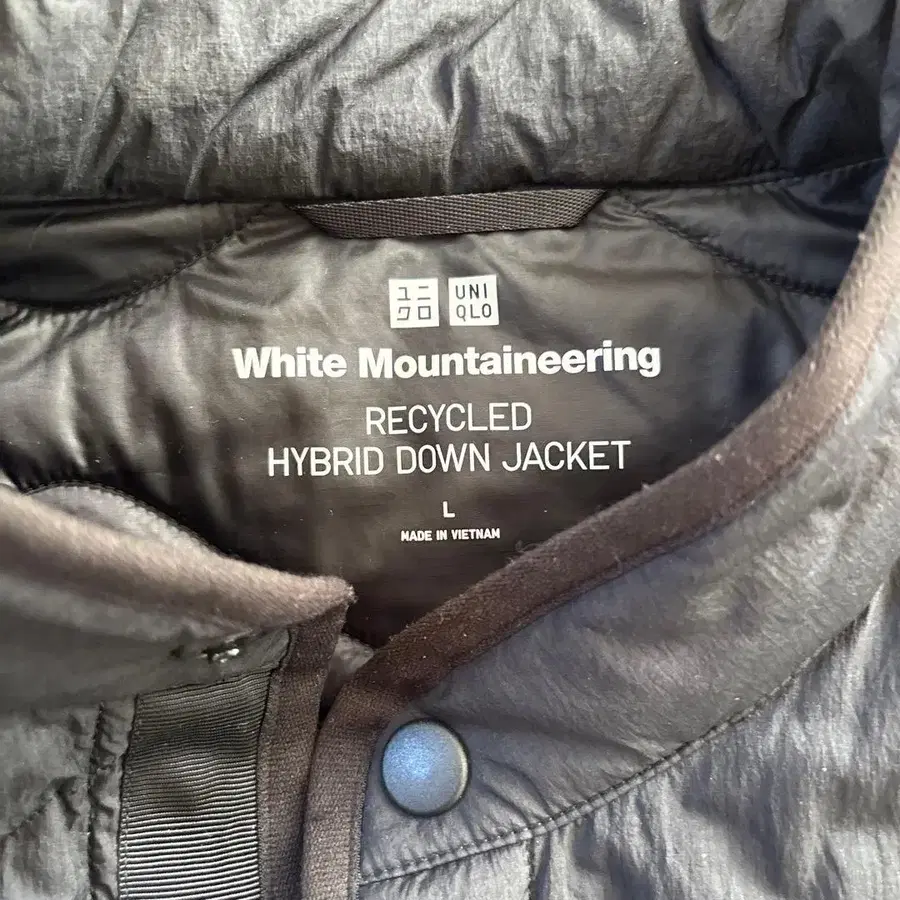 ユニ UNI
クロ QLO
White Mountaineering
RECYCLED
HYBRID DOWN JACKET
L
MADE IN VIETNAM